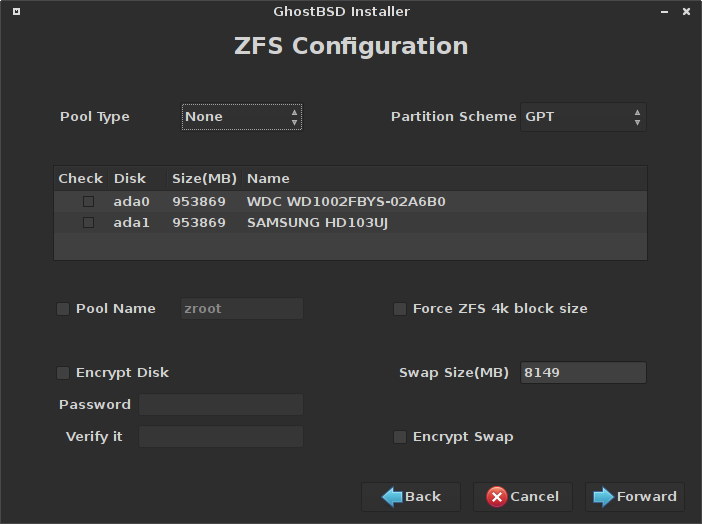 GhostBSD Installer
ZFS Configuration
Pool Type None Partition Scheme GPT
Check Disk Size(MB) Name
ada0 953869 WDC WD1002FBYS-02A6B0
ada1 953869 SAMSUNG HD103UJ
Pool Name zroot Force ZFS 4k block size
Encrypt Disk Swap Size(MB) 8149
Password
Verify it Encrypt Swap
Back Cancel Forward